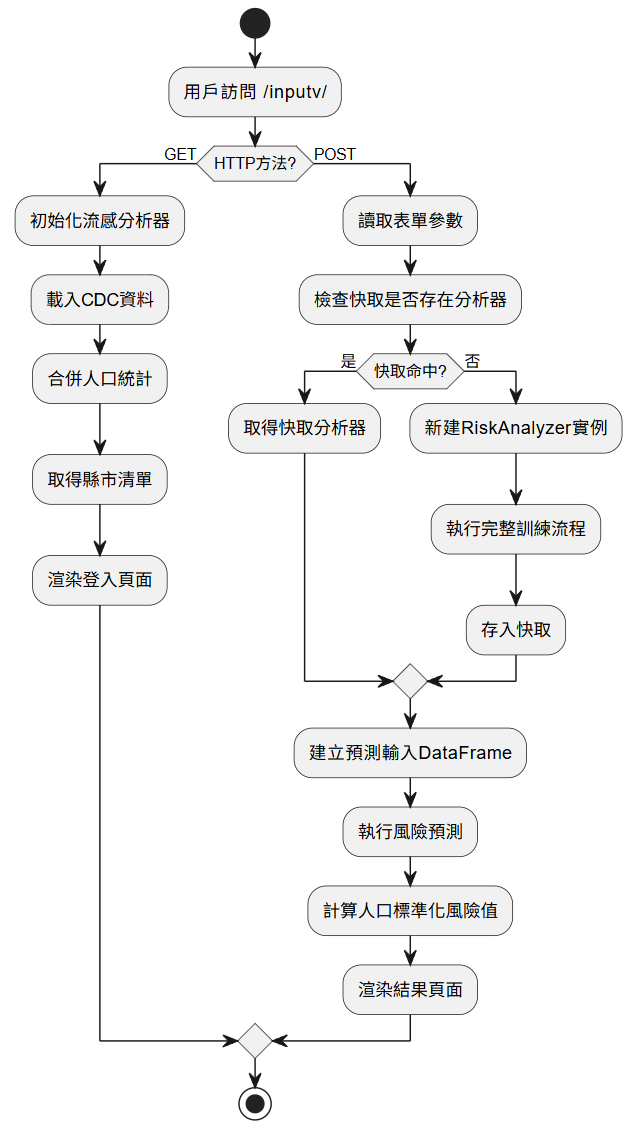 用戶訪問 /inputv/
HTTP方法?
GET
POST
初始化流感分析器
載入CDC資料
合併人口統計
取得縣市清單
渲染登入頁面
讀取表單參數
檢查快取是否存在分析器
快取命中?
是
否
取得快取分析器
新建RiskAnalyzer實例
執行完整訓練流程
存入快取
建立預測輸入DataFrame
執行風險預測
計算人口標準化風險值
渲染結果頁面